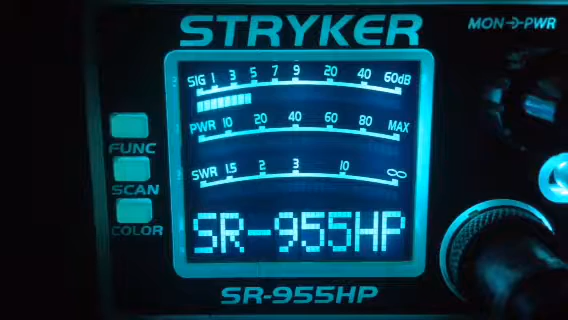 STRYKER
MON PWR
SIG 1 3 5 7 9 20 40 60dB
PWR 10 20 40 60 80 MAX
FUNC
SWR 1.5 2 3 10 ∞
SCAN
COLOR
SR-955HP
SR-955HP